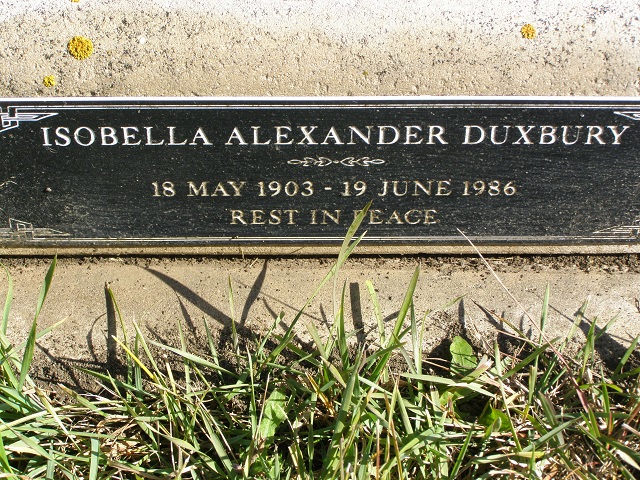 ISOBELLA ALEXANDER DUXBURY
18 MAY 1903 - 19 JUNE 1986
REST IN PEACE